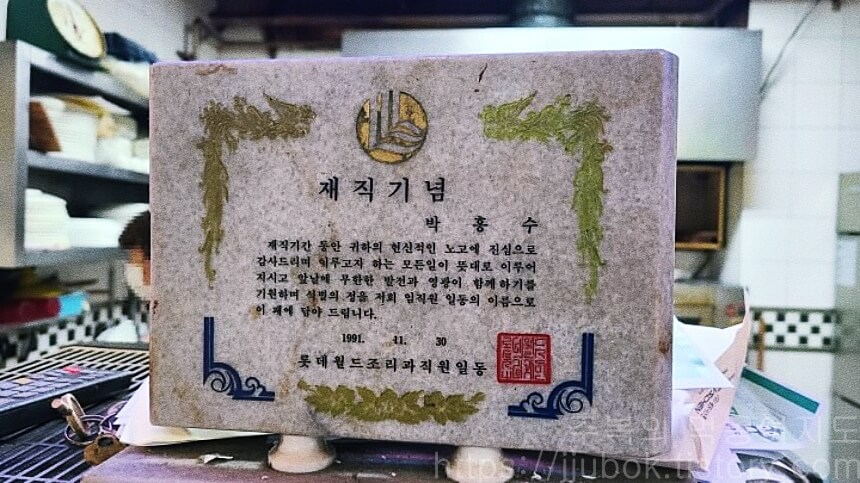 재직기념
박 홍 수
재직기간 동안 귀하의 헌신적인 노고에 진심으로
감사드리며 이루고자 하는 모든일이 뜻대로 이루어
지시고 앞날에 무한한 발전과 영광이 함께하기를
기원하며 석별의 정을 저희 임직원 일동의 이름으로
이 패에 담아 드립니다.
1991. 11. 30
롯데월드조리과직원일동
https://jjubok.tistory.com